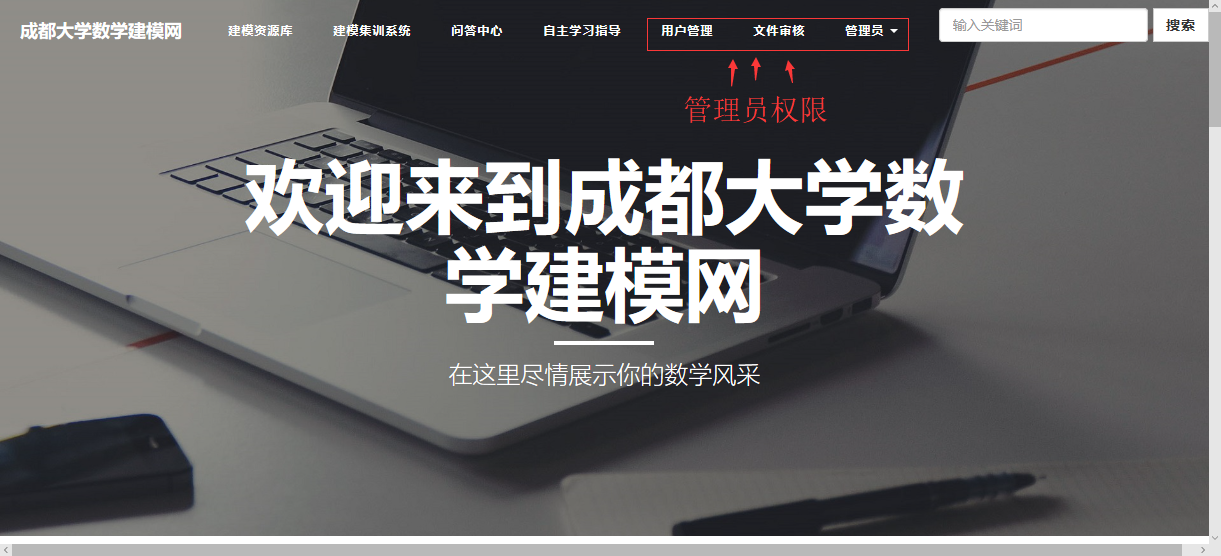 成都大学数学建模网 建模资源库 建模集训系统 问答中心 自主学习指导 用户管理 文件审核 管理员 输入关键词 搜索
管理员权限
欢迎来到成都大学数
学建模网
在这里尽情展示你的数学风采